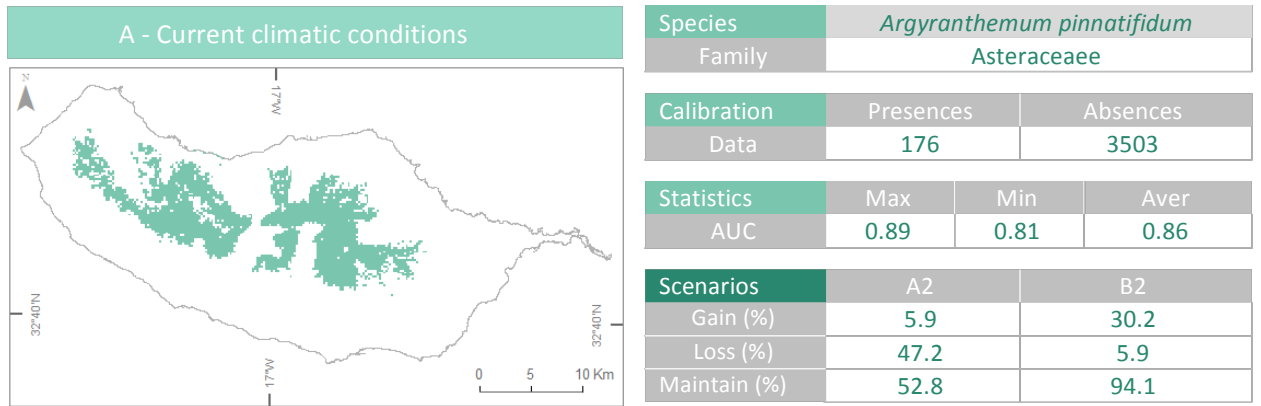 A - Current climatic conditions
N
17°W
32°40'N
32°40'N
17°W
0 5 10 Km
Species Argyranthemum pinnatifidum
Family Asteraceaee
Calibration Presences Absences
Data 176 3503
Statistics Max Min Aver
AUC 0.89 0.81 0.86
Scenarios A2 B2
Gain (%) 5.9 30.2
Loss (%) 47.2 5.9
Maintain (%) 52.8 94.1